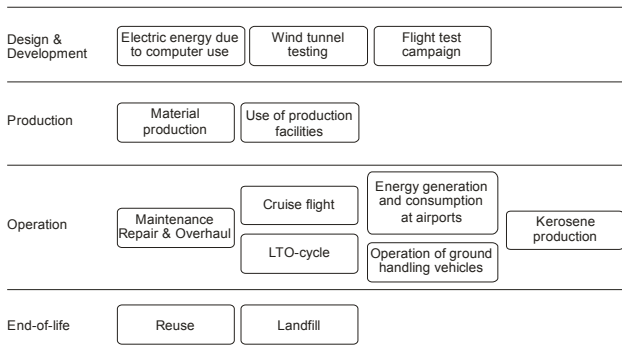 Design &
Development
Electric energy due
to computer use
Wind tunnel
testing
Flight test
campaign
Production
Material
production
Use of production
facilities
Operation
Maintenance
Repair & Overhaul
Cruise flight
LTO-cycle
Energy generation
and consumption
at airports
Operation of ground
handling vehicles
Kerosene
production
End-of-life
Reuse
Landfill